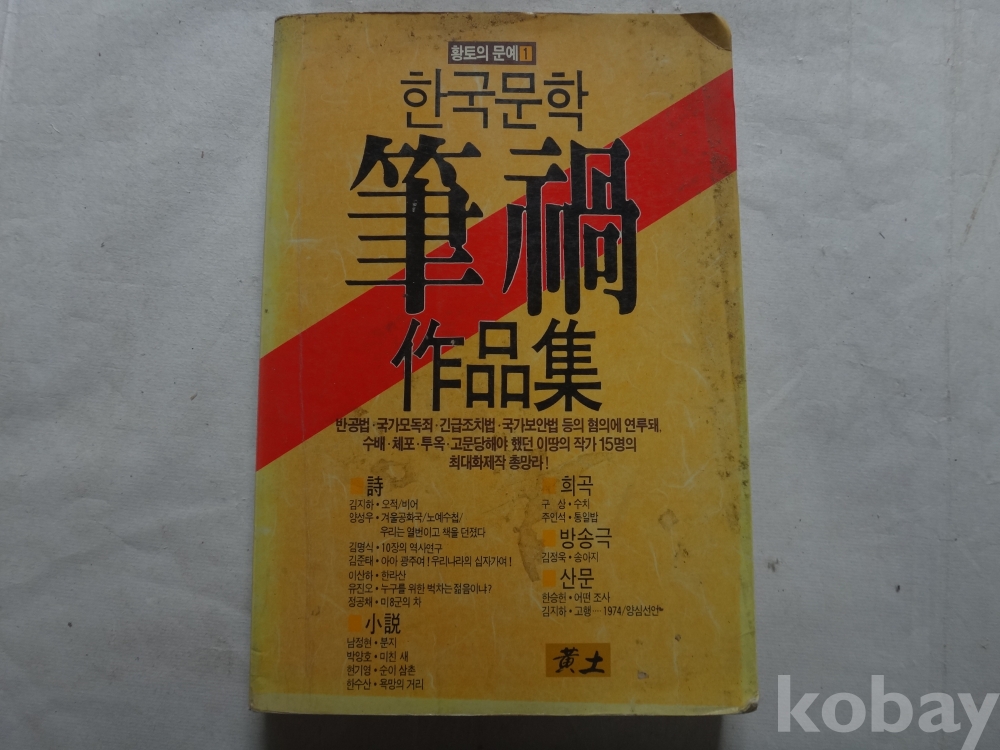 황토의 문예 1
한국문학
筆禍
作品集
반공법·국가모독죄·긴급조치법·국가보안법 등의 혐의에 연루돼,
수배·체포·투옥·고문당해야 했던 이땅의 작가 15명의
최대화제작 총망라!
詩
김지하·오적/비어
양성우·겨울공화국/노예수첩/
우리는 열번이고 책을 던졌다
김명식·10장의 역사연구
김준태·아아 광주여!우리나라의 십자가여!
이산하·한라산
유진오·누구를 위한 벅차는 젊음이냐?
정공채·미8군의 차
小説
남정현·분지
박양호·미친 새
현기영·순이 삼촌
한수산·욕망의 거리
희곡
구 상·수치
주인석·통일밥
방송극
김정욱·송아지
산문
한승헌·어떤 조사
김지하·고행…1974/양심선언
黄土
kobay